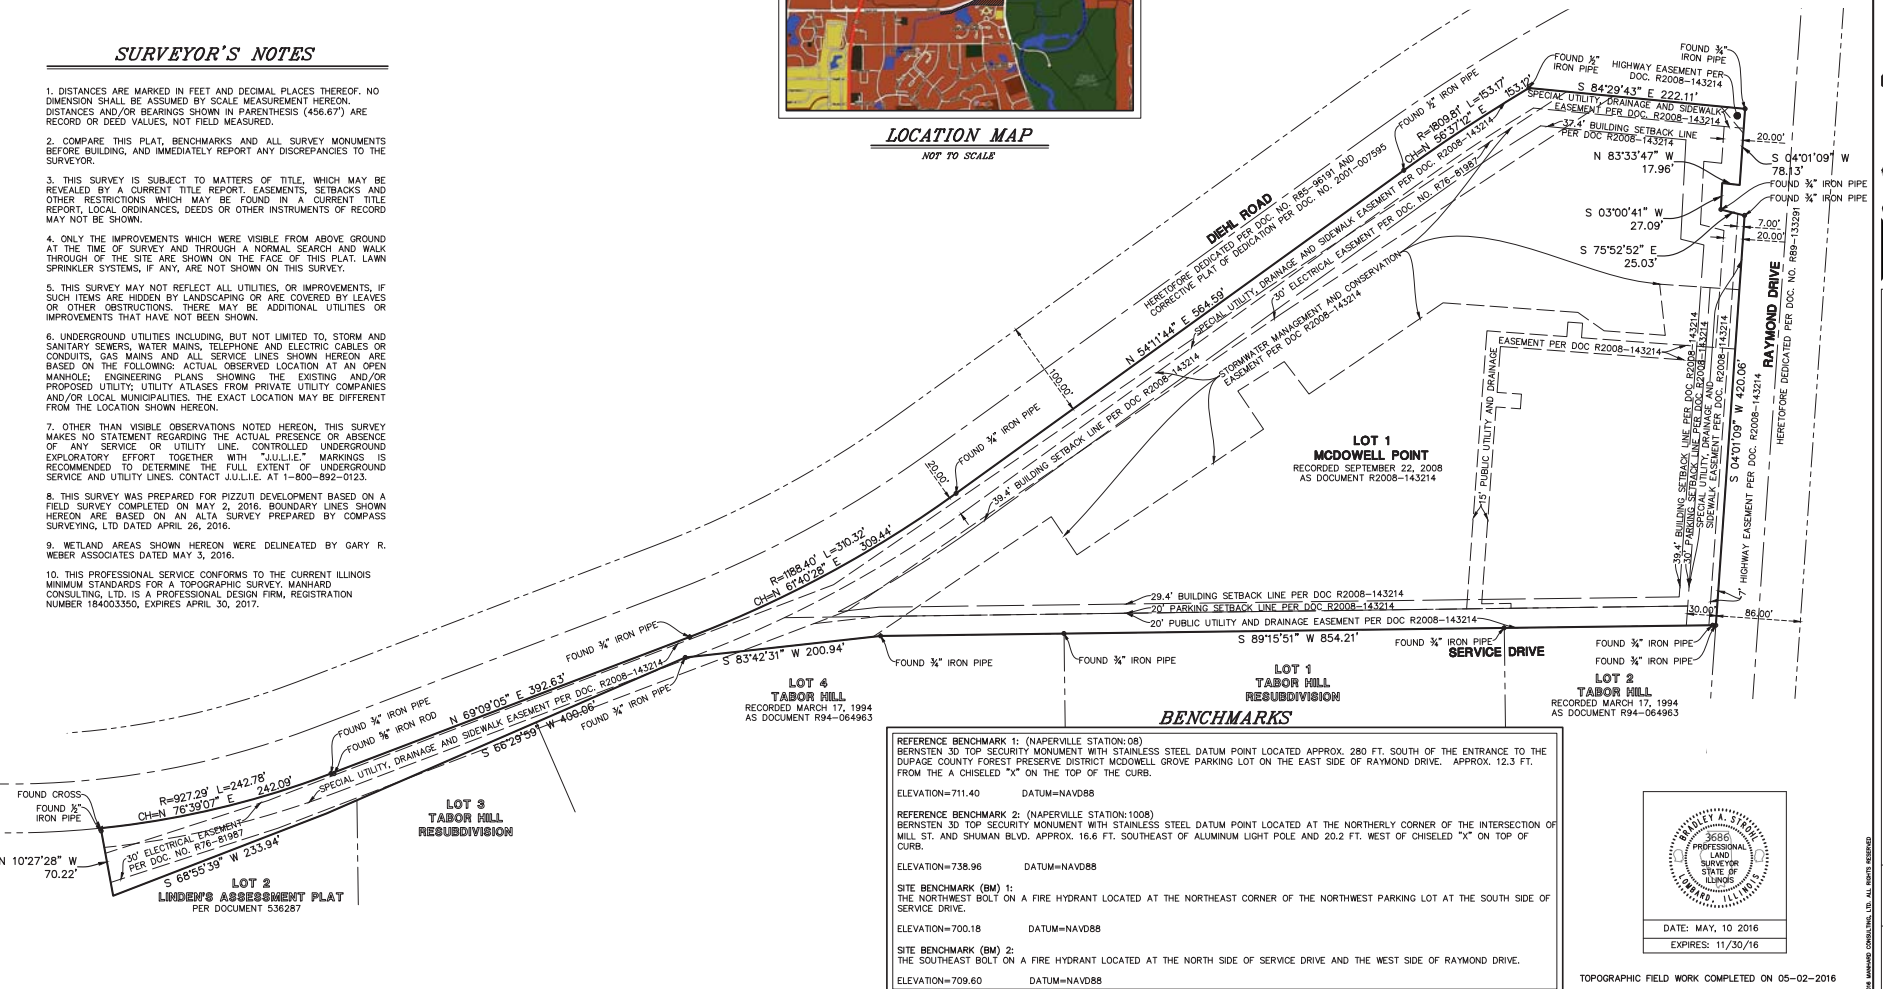 SURVEYOR'S NOTES
1. DISTANCES ARE MARKED IN FEET AND DECIMAL PLACES THEREOF. NO
DIMENSION SHALL BE ASSUMED BY SCALE MEASUREMENT HEREON.
DISTANCES AND/OR BEARINGS SHOWN IN PARENTHESIS (456.67') ARE
RECORD OR DEED VALUES, NOT FIELD MEASURED.
2. COMPARE THIS PLAT, BENCHMARKS AND ALL SURVEY MONUMENTS
BEFORE BUILDING, AND IMMEDIATELY REPORT ANY DISCREPANCIES TO THE
SURVEYOR.
3. THIS SURVEY IS SUBJECT TO MATTERS OF TITLE, WHICH MAY BE
REVEALED BY A CURRENT TITLE REPORT. EASEMENTS, SETBACKS AND
OTHER RESTRICTIONS WHICH MAY BE FOUND IN A CURRENT TITLE
REPORT, LOCAL ORDINANCES, DEEDS OR OTHER INSTRUMENTS OF RECORD
MAY NOT BE SHOWN.
4. ONLY THE IMPROVEMENTS WHICH WERE VISIBLE FROM ABOVE GROUND
AT THE TIME OF SURVEY AND THROUGH A NORMAL SEARCH AND WALK
THROUGH OF THE SITE ARE SHOWN ON THE FACE OF THIS PLAT. LAWN
SPRINKLER SYSTEMS, IF ANY, ARE NOT SHOWN ON THIS SURVEY.
5. THIS SURVEY MAY NOT REFLECT ALL UTILITIES, OR IMPROVEMENTS, IF
SUCH ITEMS ARE HIDDEN BY LANDSCAPING OR ARE COVERED BY LEAVES
OR OTHER OBSTRUCTIONS. THERE MAY BE ADDITIONAL UTILITIES OR
IMPROVEMENTS THAT HAVE NOT BEEN SHOWN.
6. UNDERGROUND UTILITIES INCLUDING, BUT NOT LIMITED TO, STORM AND
SANITARY SEWERS, WATER MAINS, TELEPHONE AND ELECTRIC CABLES OR
CONDUITS, GAS MAINS AND ALL SERVICE LINES SHOWN HEREON ARE
BASED ON THE FOLLOWING: ACTUAL OBSERVED LOCATION AT AN OPEN
MANHOLE; ENGINEERING PLANS SHOWING THE EXISTING AND/OR
PROPOSED UTILITY; UTILITY ATLASES FROM PRIVATE UTILITY COMPANIES
AND/OR LOCAL MUNICIPALITIES. THE EXACT LOCATION MAY BE DIFFERENT
FROM THE LOCATION SHOWN HEREON.
7. OTHER THAN VISIBLE OBSERVATIONS NOTED HEREON, THIS SURVEY
MAKES NO STATEMENT REGARDING THE ACTUAL PRESENCE OR ABSENCE
OF ANY SERVICE OR UTILITY LINE. CONTROLLED UNDERGROUND
EXPLORATORY EFFORT TOGETHER WITH "J.U.L.I.E." MARKINGS IS
RECOMMENDED TO DETERMINE THE FULL EXTENT OF UNDERGROUND
SERVICE AND UTILITY LINES. CONTACT J.U.L.I.E. AT 1-800-892-0123.
8. THIS SURVEY WAS PREPARED FOR PIZZUTI DEVELOPMENT BASED ON A
FIELD SURVEY COMPLETED ON MAY 2, 2016. BOUNDARY LINES SHOWN
HEREON ARE BASED ON AN ALTA SURVEY PREPARED BY COMPASS
SURVEYING, LTD DATED APRIL 26, 2016.
9. WETLAND AREAS SHOWN HEREON WERE DELINEATED BY GARY R.
WEBER ASSOCIATES DATED MAY 3, 2016.
10. THIS PROFESSIONAL SERVICE CONFORMS TO THE CURRENT ILLINOIS
MINIMUM STANDARDS FOR A TOPOGRAPHIC SURVEY. MANHARD
CONSULTING, LTD. IS A PROFESSIONAL DESIGN FIRM, REGISTRATION
NUMBER 184003350, EXPIRES APRIL 30, 2017.
LOCATION MAP
NOT TO SCALE
FOUND ¾"
IRON PIPE
FOUND ½"
IRON PIPE
HIGHWAY EASEMENT PER
DOC. R2008-143214
S 84°29'43" E 222.11'
SPECIAL UTILITY, DRAINAGE AND SIDEWALK
EASEMENT PER DOC. R2008-143214
37.4' BUILDING SETBACK LINE
PER DOC R2008-143214
20.00'
N 83°33'47" W
17.96'
S 04°01'09" W
78.13'
FOUND ¾" IRON PIPE
FOUND ¾" IRON PIPE
S 03°00'41" W
27.09'
7.00'
20.00'
S 75°52'52" E
25.03'
FOUND ½" IRON PIPE
R=1809.81' L=153.17'
CH=N 56°37'12" E 153.12'
DIEHL ROAD
HERETOFORE DEDICATED PER DOC. NO. R85-96191 AND
CORRECTIVE PLAT OF DEDICATION PER DOC. NO. 2001-007595
N 54°11'44" E 564.59'
SPECIAL UTILITY, DRAINAGE AND SIDEWALK EASEMENT PER DOC. R2008-143214
30' ELECTRICAL EASEMENT PER DOC. NO. R76-81987
STORMWATER MANAGEMENT AND CONSERVATION
EASEMENT PER DOC R2008-143214
100.00'
20.00'
FOUND ¾" IRON PIPE
39.4' BUILDING SETBACK LINE PER DOC R2008-143214
RAYMOND DRIVE
HERETOFORE DEDICATED PER DOC. NO. R89-133291
S 04°01'09" W 420.06'
HIGHWAY EASEMENT PER DOC. R2008-143214
7'
39.4' BUILDING SETBACK LINE PER DOC R2008-143214
30' PARKING SETBACK LINE PER DOC R2008-143214
SPECIAL UTILITY, DRAINAGE AND
SIDEWALK EASEMENT PER DOC. R2008-143214
15' PUBLIC UTILITY AND DRAINAGE
EASEMENT PER DOC R2008-143214
LOT 1
MCDOWELL POINT
RECORDED SEPTEMBER 22, 2008
AS DOCUMENT R2008-143214
R=1188.40' L=310.32'
CH=N 61°40'28" E 309.44'
29.4' BUILDING SETBACK LINE PER DOC R2008-143214
20' PARKING SETBACK LINE PER DOC R2008-143214
20' PUBLIC UTILITY AND DRAINAGE EASEMENT PER DOC R2008-143214
30.00'
86.00'
S 89°15'51" W 854.21'
FOUND ¾" IRON PIPE
SERVICE DRIVE
FOUND ¾" IRON PIPE
FOUND ¾" IRON PIPE
FOUND ¾" IRON PIPE
S 83°42'31" W 200.94'
FOUND ¾" IRON PIPE
FOUND ¾" IRON PIPE
LOT 4
TABOR HILL
RECORDED MARCH 17, 1994
AS DOCUMENT R94-064963
LOT 1
TABOR HILL
RESUBDIVISION
LOT 2
TABOR HILL
RECORDED MARCH 17, 1994
AS DOCUMENT R94-064963
N 69°09'05" E 392.63'
SPECIAL UTILITY, DRAINAGE AND SIDEWALK EASEMENT PER DOC. R2008-143214
S 66°29'59" W 400.06'
FOUND ¾" IRON PIPE
FOUND ¾" IRON PIPE
FOUND ⅝" IRON ROD
R=927.29' L=242.78'
CH=N 76°39'07" E 242.09'
FOUND CROSS
FOUND ½"
IRON PIPE
30' ELECTRICAL EASEMENT
PER DOC. NO. R76-81987
N 10°27'28" W
70.22'
S 68°55'39" W 233.94'
LOT 3
TABOR HILL
RESUBDIVISION
LOT 2
LINDEN'S ASSESSMENT PLAT
PER DOCUMENT 536287
BENCHMARKS
REFERENCE BENCHMARK 1: (NAPERVILLE STATION:08)
BERNSTEN 3D TOP SECURITY MONUMENT WITH STAINLESS STEEL DATUM POINT LOCATED APPROX. 280 FT. SOUTH OF THE ENTRANCE TO THE
DUPAGE COUNTY FOREST PRESERVE DISTRICT MCDOWELL GROVE PARKING LOT ON THE EAST SIDE OF RAYMOND DRIVE. APPROX. 12.3 FT.
FROM THE A CHISELED "X" ON THE TOP OF THE CURB.
ELEVATION=711.40 DATUM=NAVD88
REFERENCE BENCHMARK 2: (NAPERVILLE STATION:1008)
BERNSTEN 3D TOP SECURITY MONUMENT WITH STAINLESS STEEL DATUM POINT LOCATED AT THE NORTHERLY CORNER OF THE INTERSECTION OF
MILL ST. AND SHUMAN BLVD. APPROX. 16.6 FT. SOUTHEAST OF ALUMINUM LIGHT POLE AND 20.2 FT. WEST OF CHISELED "X" ON TOP OF
CURB.
ELEVATION=738.96 DATUM=NAVD88
SITE BENCHMARK (BM) 1:
THE NORTHWEST BOLT ON A FIRE HYDRANT LOCATED AT THE NORTHEAST CORNER OF THE NORTHWEST PARKING LOT AT THE SOUTH SIDE OF
SERVICE DRIVE.
ELEVATION=700.18 DATUM=NAVD88
SITE BENCHMARK (BM) 2:
THE SOUTHEAST BOLT ON A FIRE HYDRANT LOCATED AT THE NORTH SIDE OF SERVICE DRIVE AND THE WEST SIDE OF RAYMOND DRIVE.
ELEVATION=709.60 DATUM=NAVD88
BRADLEY A. STROHL
3686
PROFESSIONAL
LAND
SURVEYOR
STATE OF
ILLINOIS
LOMBARD, ILLINOIS
DATE: MAY, 10 2016
EXPIRES: 11/30/16
TOPOGRAPHIC FIELD WORK COMPLETED ON 05-02-2016
MANHARD CONSULTING, LTD. ALL RIGHTS RESERVED